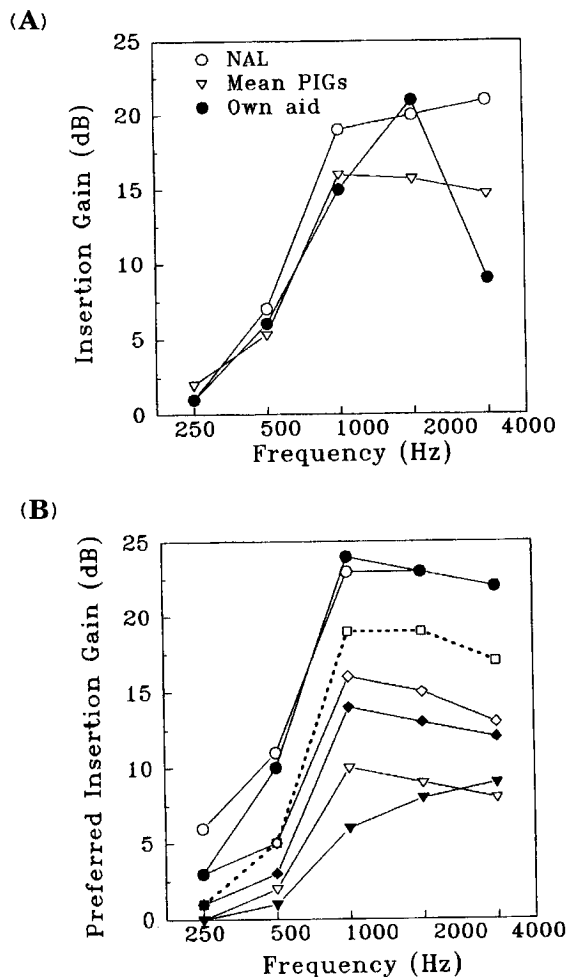 (A)
25
20
15
10
5
0
Insertion Gain (dB)
NAL
Mean PIGs
Own aid
250 500 1000 2000 4000
Frequency (Hz)
(B)
25
20
15
10
5
0
Preferred Insertion Gain (dB)
250 500 1000 2000 4000
Frequency (Hz)